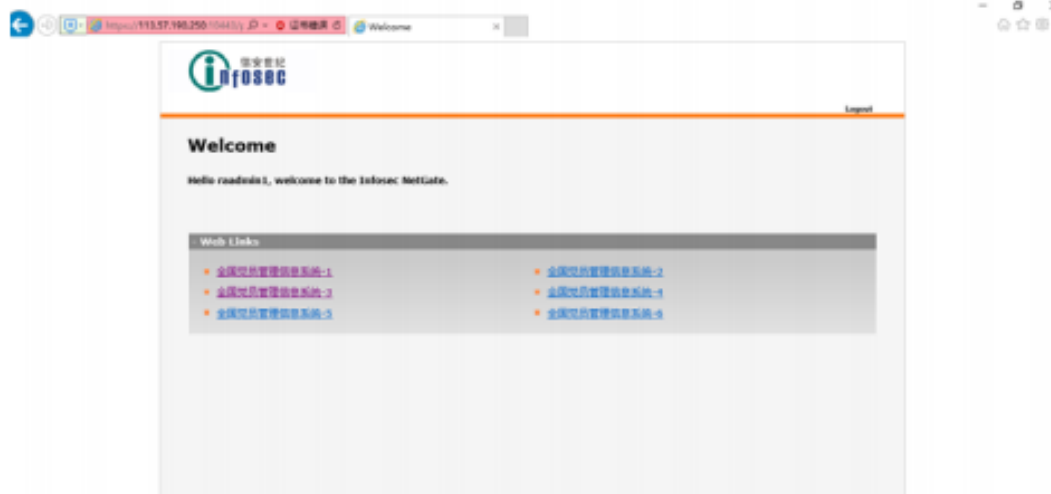 https://113.57.190.250:10443/ 证书错误 Welcome
信安世纪
infosec
Logout
Welcome
Hello raadmin1, welcome to the Infosec NetGate.
Web Links
全国党员管理信息系统-1 全国党员管理信息系统-2
全国党员管理信息系统-3 全国党员管理信息系统-4
全国党员管理信息系统-5 全国党员管理信息系统-6